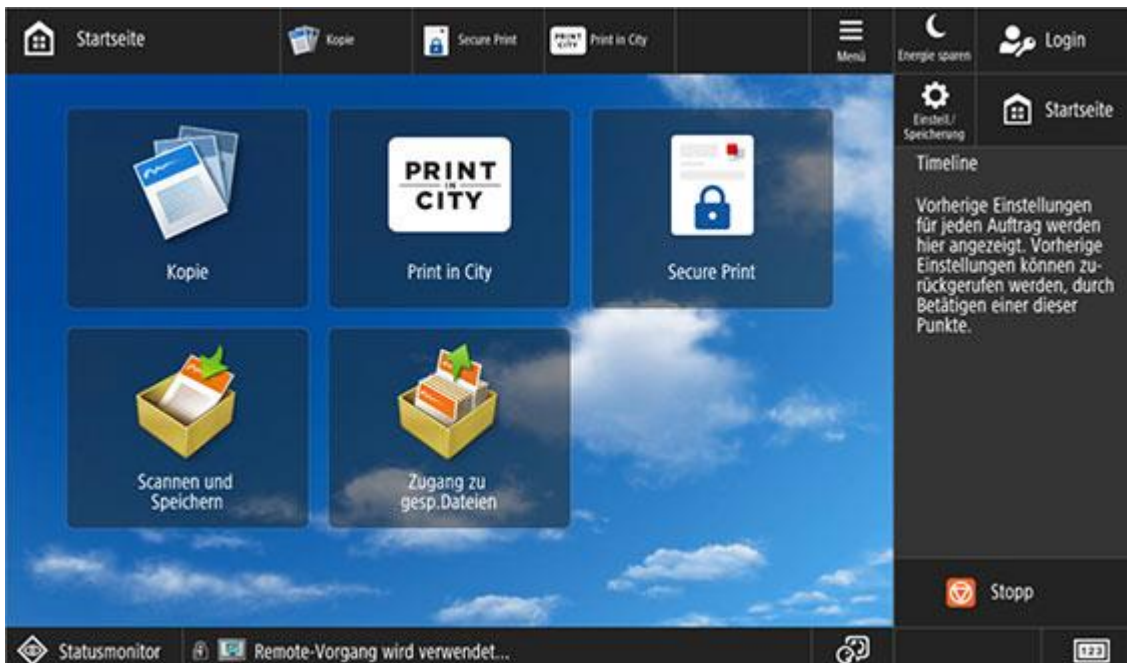 Startseite
Kopie
Secure Print
PRINT
IN
CITY
Print in City
Menü
Energie sparen
Login
Einstell./
Speicherung
Startseite
Timeline
Vorherige Einstellungen
für jeden Auftrag werden
hier angezeigt. Vorherige
Einstellungen können zu-
rückgerufen werden, durch
Betätigen einer dieser
Punkte.
Kopie
PRINT
IN
CITY
Print in City
Secure Print
Scannen und
Speichern
Zugang zu
gesp.Dateien
Stopp
Statusmonitor
Remote-Vorgang wird verwendet...
123